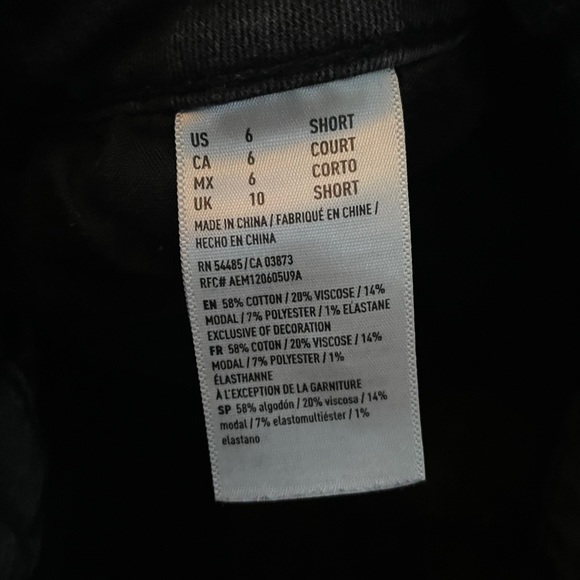 US 6 SHORT
CA 6 COURT
MX 6 CORTO
UK 10 SHORT
MADE IN CHINA / FABRIQUÉ EN CHINE /
HECHO EN CHINA
RN 54485/CA 03873
RFC# AEM120605U9A
EN 58% COTTON / 20% VISCOSE / 14%
MODAL / 7% POLYESTER / 1% ELASTANE
EXCLUSIVE OF DECORATION
FR 58% COTON / 20% VISCOSE / 14%
MODAL / 7% POLYESTER / 1%
ÉLASTHANNE
À L'EXCEPTION DE LA GARNITURE
SP 58% algodón / 20% viscosa / 14%
modal / 7% elastomultiéster / 1%
elastano